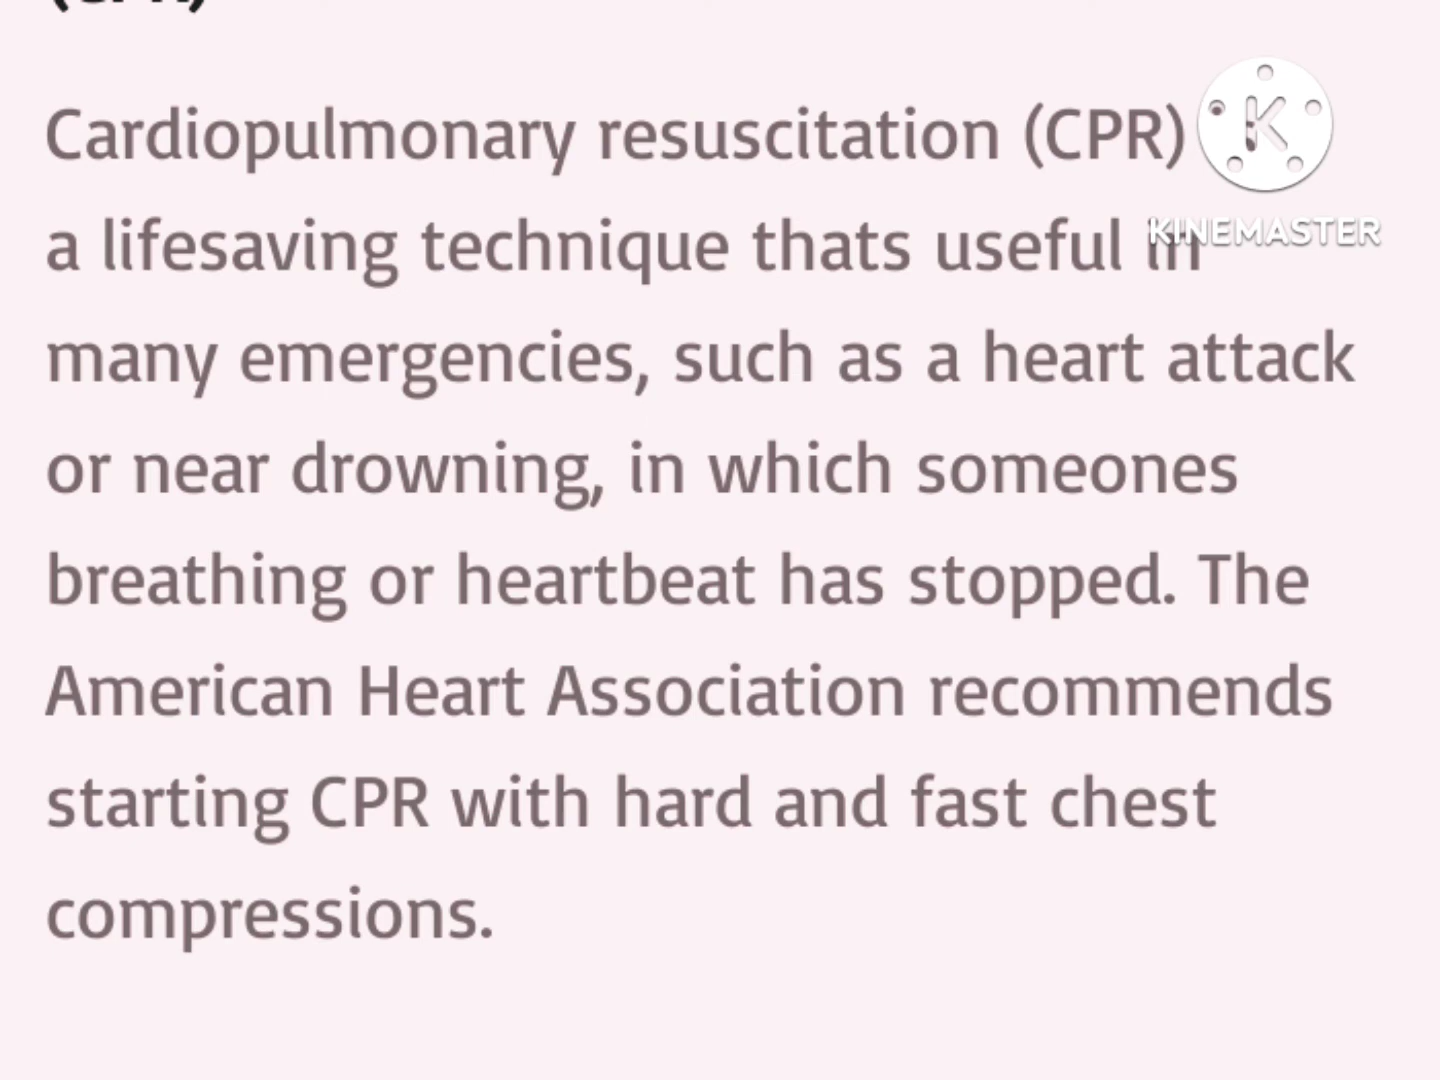 (CPR)
Cardiopulmonary resuscitation (CPR)
a lifesaving technique thats useful in
many emergencies, such as a heart attack
or near drowning, in which someones
breathing or heartbeat has stopped. The
American Heart Association recommends
starting CPR with hard and fast chest
compressions.
K
KINEMASTER